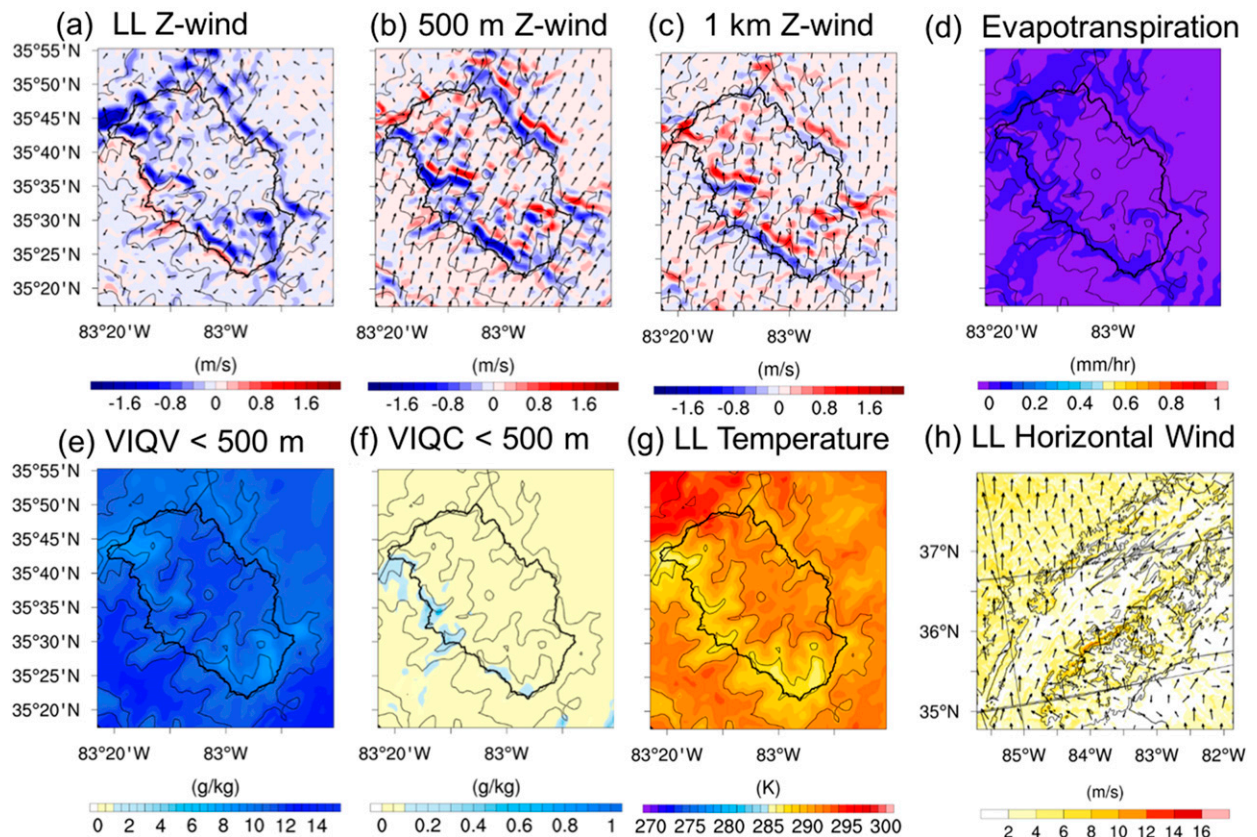 (a) LL Z-wind
(b) 500 m Z-wind
(c) 1 km Z-wind
(d) Evapotranspiration
35°55'N
35°50'N
35°45'N
35°40'N
35°35'N
35°30'N
35°25'N
35°20'N
83°20'W 83°W
83°20'W 83°W
83°20'W 83°W
83°20'W 83°W
(m/s)
-1.6 -0.8 0 0.8 1.6
(m/s)
-1.6 -0.8 0 0.8 1.6
(m/s)
-1.6 -0.8 0 0.8 1.6
(mm/hr)
0 0.2 0.4 0.6 0.8 1
(e) VIQV < 500 m
(f) VIQC < 500 m
(g) LL Temperature
(h) LL Horizontal Wind
35°55'N
35°50'N
35°45'N
35°40'N
35°35'N
35°30'N
35°25'N
35°20'N
83°20'W 83°W
83°20'W 83°W
83°20'W 83°W
37°N
36°N
35°N
85°W 84°W 83°W 82°W
(g/kg)
0 2 4 6 8 10 12 14
(g/kg)
0 0.2 0.4 0.6 0.8 1
(K)
270 275 280 285 290 295 300
(m/s)
2 4 6 8 10 12 14 16